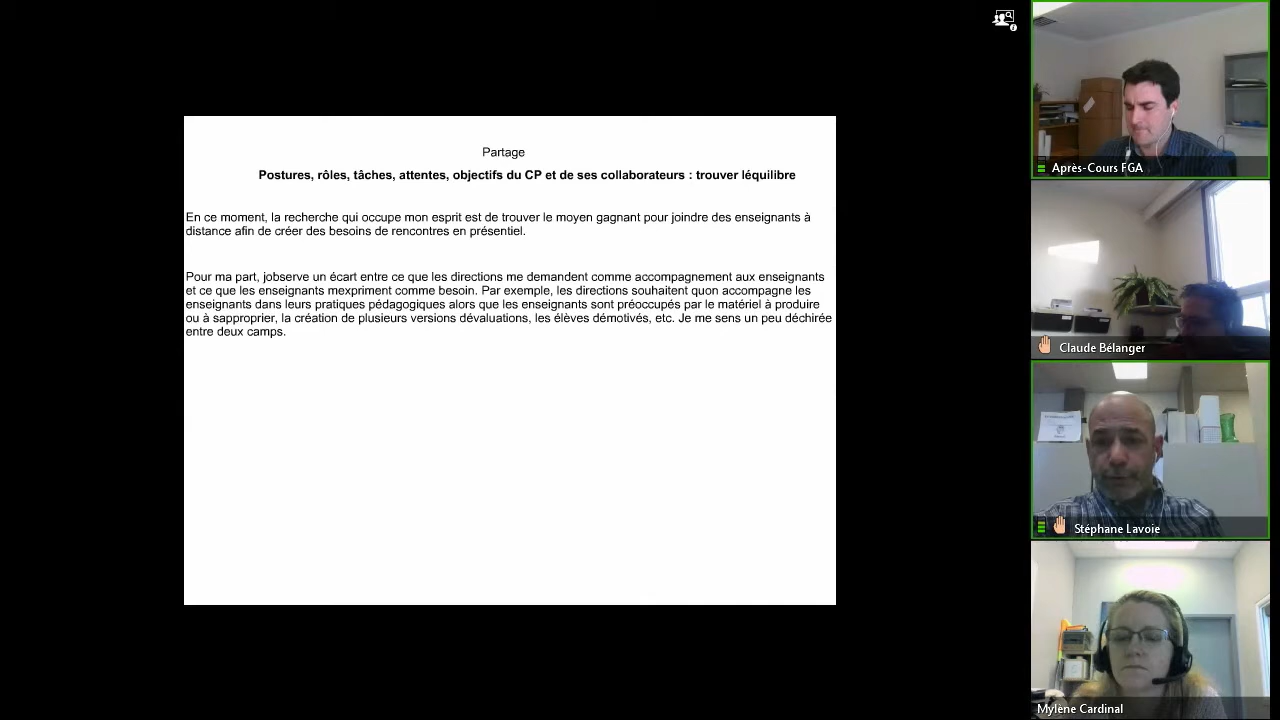 Partage
Postures, rôles, tâches, attentes, objectifs du CP et de ses collaborateurs : trouver léquilibre
En ce moment, la recherche qui occupe mon esprit est de trouver le moyen gagnant pour joindre des enseignants à
distance afin de créer des besoins de rencontres en présentiel.
Pour ma part, jobserve un écart entre ce que les directions me demandent comme accompagnement aux enseignants
et ce que les enseignants mexpriment comme besoin. Par exemple, les directions souhaitent quon accompagne les
enseignants dans leurs pratiques pédagogiques alors que les enseignants sont préoccupés par le matériel à produire
ou à sapproprier, la création de plusieurs versions dévaluations, les élèves démotivés, etc. Je me sens un peu déchirée
entre deux camps.
Après-Cours FGA
Claude Bélanger
Stéphane Lavoie
Mylène Cardinal